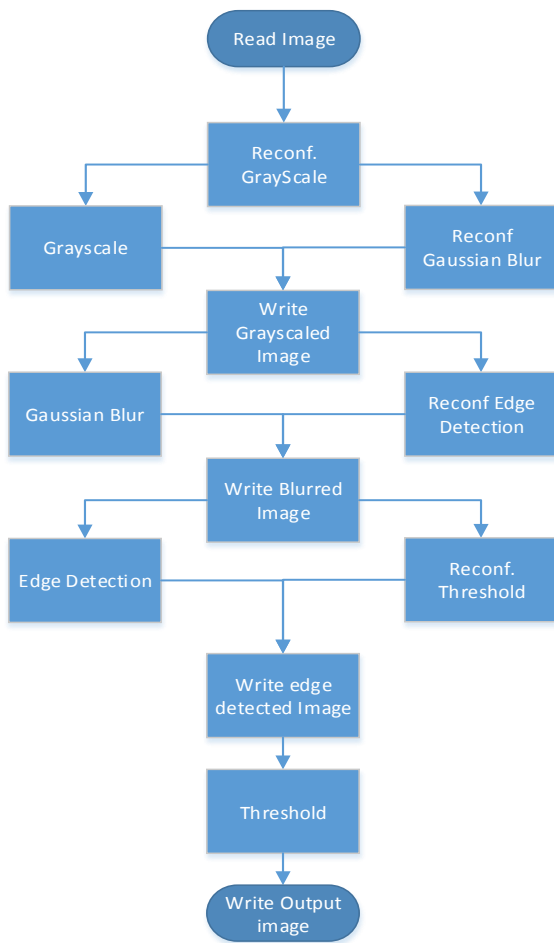 Read Image
Reconf.
GrayScale
Grayscale
Reconf
Gaussian Blur
Write
Grayscaled
Image
Gaussian Blur
Reconf Edge
Detection
Write Blurred
Image
Edge Detection
Reconf.
Threshold
Write edge
detected Image
Threshold
Write Output
image